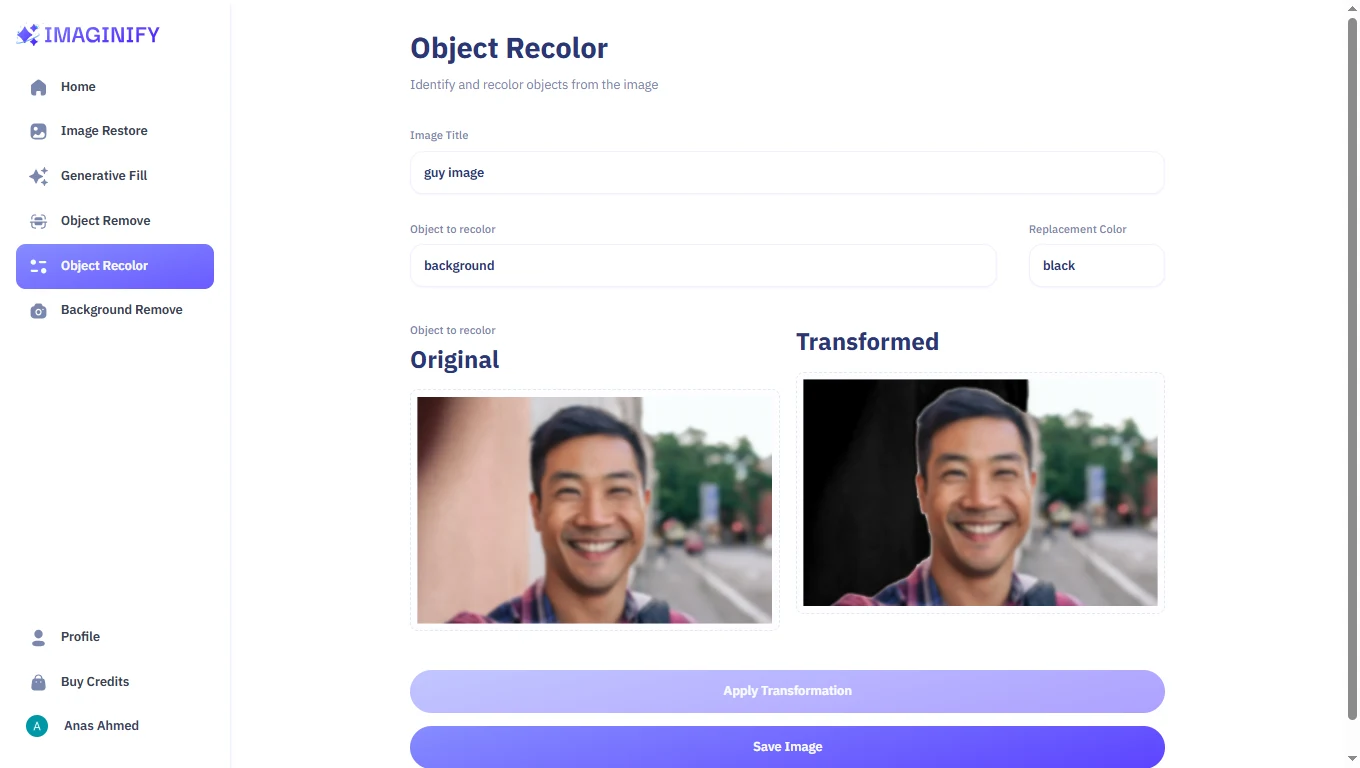 IMAGINIFY
Home
Image Restore
Generative Fill
Object Remove
Object Recolor
Background Remove
Profile
Buy Credits
A
Anas Ahmed
Object Recolor
Identify and recolor objects from the image
Image Title
guy image
Object to recolor
Replacement Color
background
black
Object to recolor
Original
Transformed
Apply Transformation
Save Image